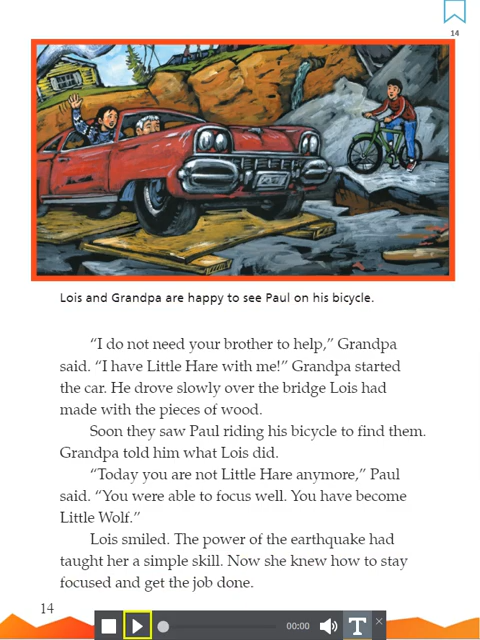 14
Lois and Grandpa are happy to see Paul on his bicycle.
“I do not need your brother to help,” Grandpa
said. “I have Little Hare with me!” Grandpa started
the car. He drove slowly over the bridge Lois had
made with the pieces of wood.
Soon they saw Paul riding his bicycle to find them.
Grandpa told him what Lois did.
“Today you are not Little Hare anymore,” Paul
said. “You were able to focus well. You have become
Little Wolf.”
Lois smiled. The power of the earthquake had
taught her a simple skill. Now she knew how to stay
focused and get the job done.
14
00:00
T